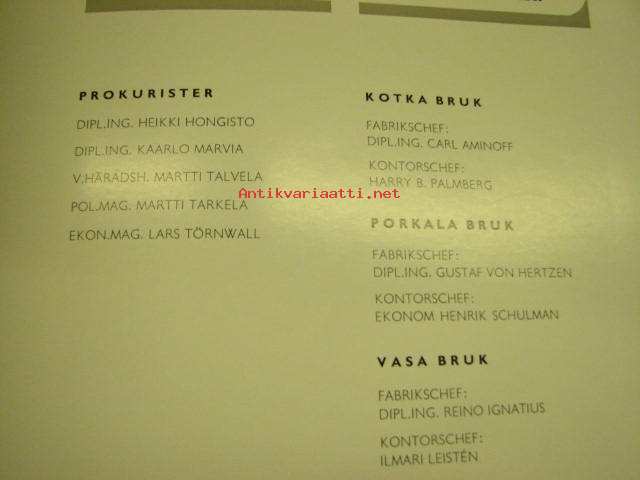 PROKURISTER
DIPL.ING. HEIKKI HONGISTO
DIPL.ING. KAARLO MARVIA
V.HÄRADSH. MARTTI TALVELA
POL.MAG. MARTTI TARKELA
EKON.MAG. LARS TÖRNWALL
KOTKA BRUK
FABRIKSCHEF:
DIPL.ING. CARL AMINOFF
KONTORSCHEF:
HARRY B. PALMBERG
PORKALA BRUK
FABRIKSCHEF:
DIPL.ING. GUSTAF VON HERTZEN
KONTORSCHEF:
EKONOM HENRIK SCHULMAN
VASA BRUK
FABRIKSCHEF:
DIPL.ING. REINO IGNATIUS
KONTORSCHEF:
ILMARI LEISTÉN
Antikvariaatti.net